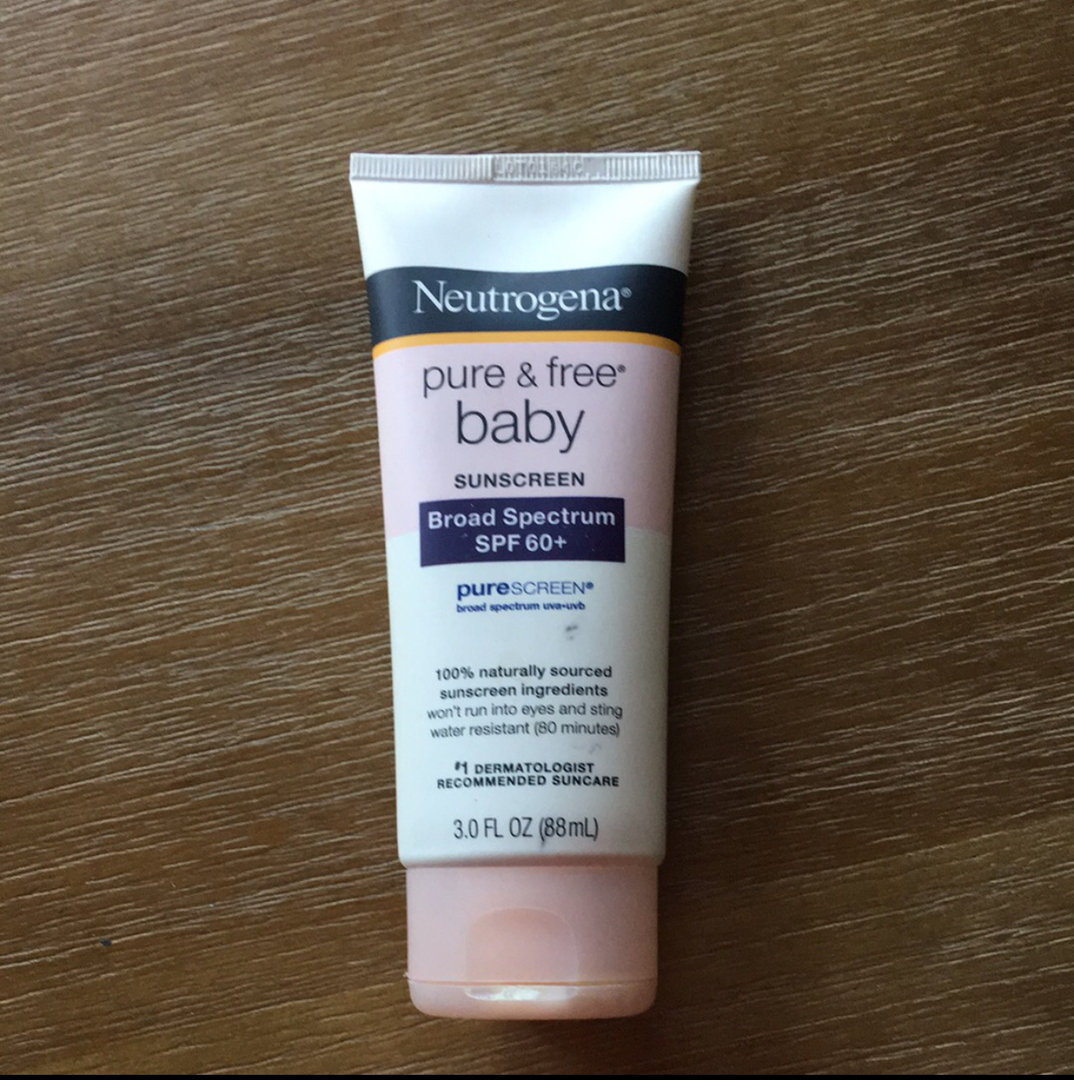 Neutrogena®
pure & free®
baby
SUNSCREEN
Broad Spectrum
SPF 60+
pureSCREEN®
broad spectrum uva•uvb
100% naturally sourced
sunscreen ingredients
won't run into eyes and sting
water resistant (80 minutes)
#1 DERMATOLOGIST
RECOMMENDED SUNCARE
3.0 FL OZ (88mL)